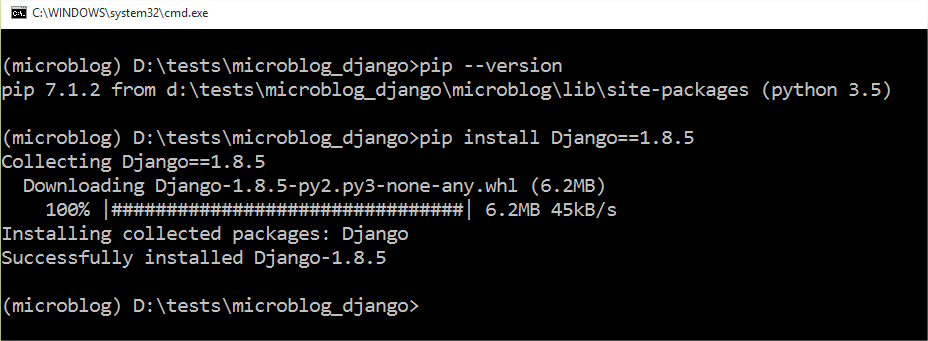 C:\WINDOWS\system32\cmd.exe
(microblog) D:\tests\microblog_django>pip --version
pip 7.1.2 from d:\tests\microblog_django\microblog\lib\site-packages (python 3.5)
(microblog) D:\tests\microblog_django>pip install Django==1.8.5
Collecting Django==1.8.5
  Downloading Django-1.8.5-py2.py3-none-any.whl (6.2MB)
    100% |################################| 6.2MB 45kB/s
Installing collected packages: Django
Successfully installed Django-1.8.5
(microblog) D:\tests\microblog_django>